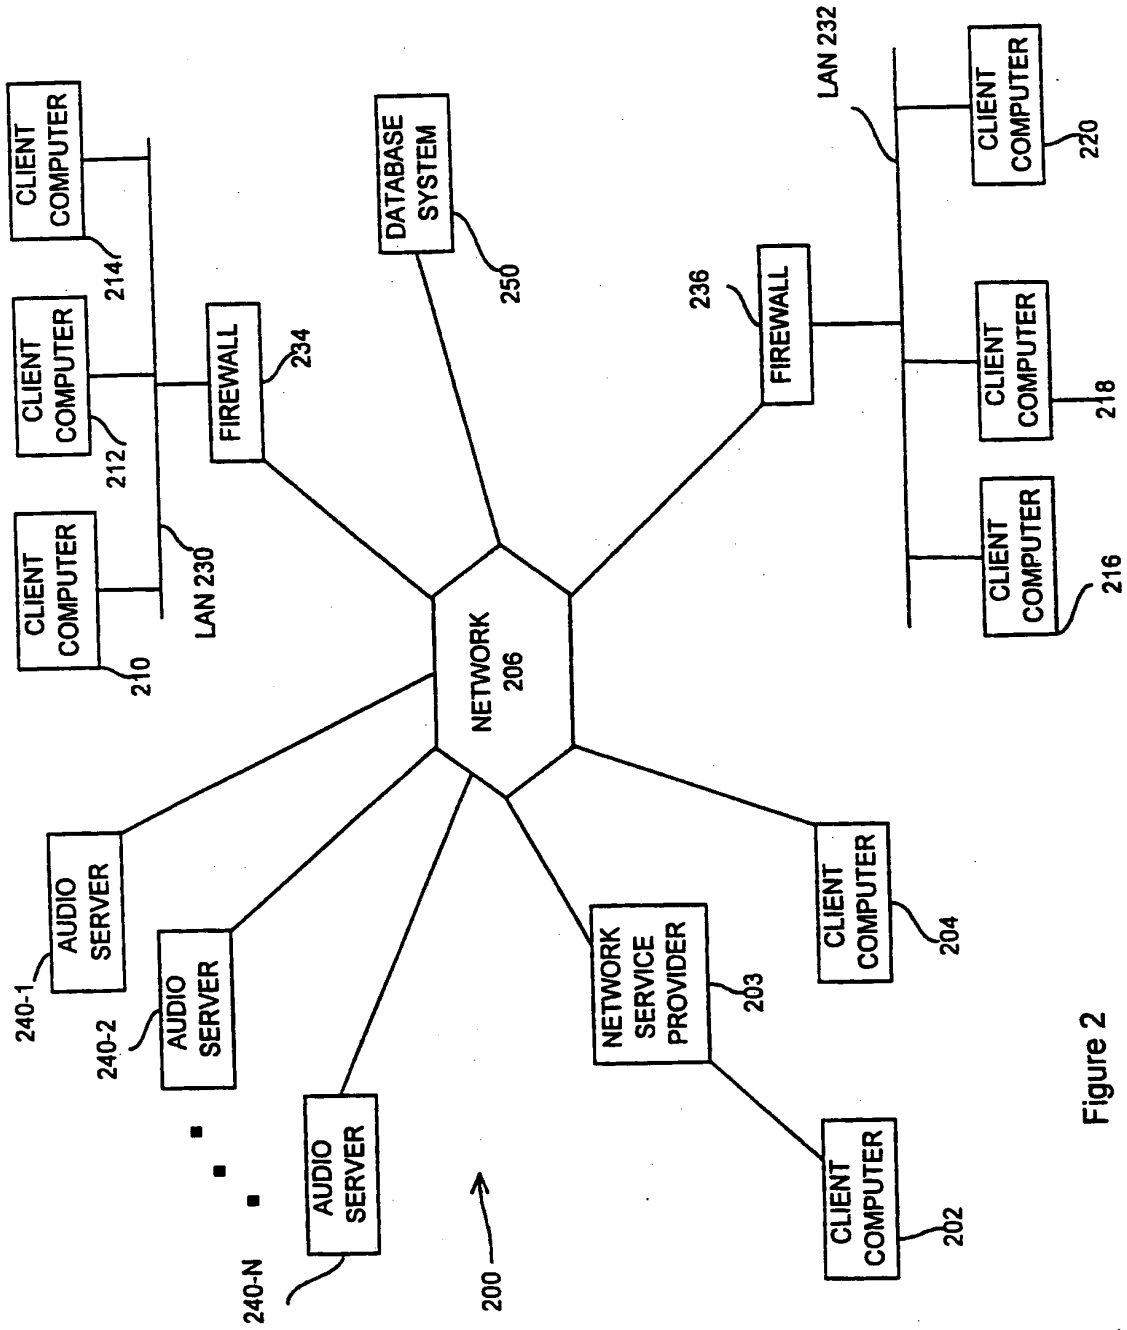 240-1
AUDIO
SERVER
240-2
AUDIO
SERVER
240-N
AUDIO
SERVER
200
CLIENT
COMPUTER
210
CLIENT
COMPUTER
212
CLIENT
COMPUTER
214
LAN 230
FIREWALL
234
DATABASE
SYSTEM
250
NETWORK
206
NETWORK
SERVICE
PROVIDER
203
CLIENT
COMPUTER
202
CLIENT
COMPUTER
204
236
FIREWALL
LAN 232
CLIENT
COMPUTER
216
CLIENT
COMPUTER
218
CLIENT
COMPUTER
220
Figure 2